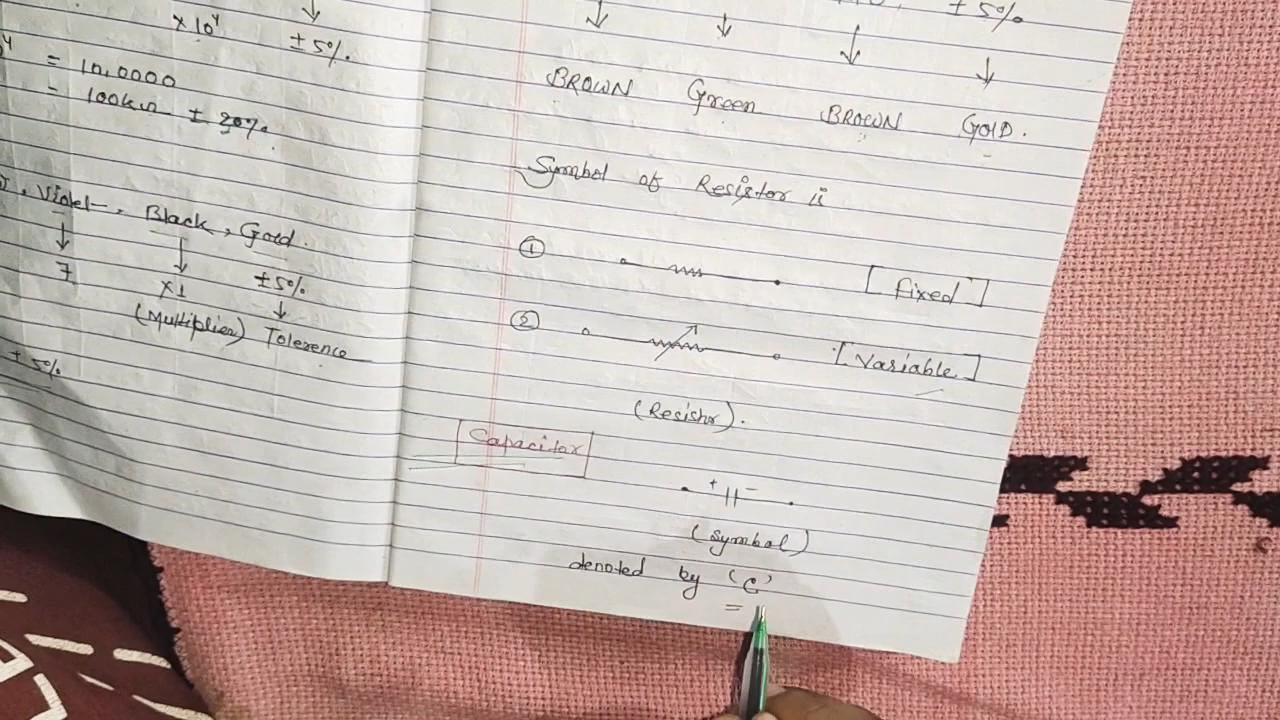 × 10⁴ ±5%.
= 10,0000
= 100kΩ ± 20%.
Violet, Black, Gold.
7 ×1 ±5%
(Multiplier) Tolerence
± 5%
± 5%
BROWN Green BROWN GOLD.
Symbol of Resistor is
① [fixed]
② [Variable]
(Resistor).
Capacitor
+ -
(Symbol)
denoted by 'C'